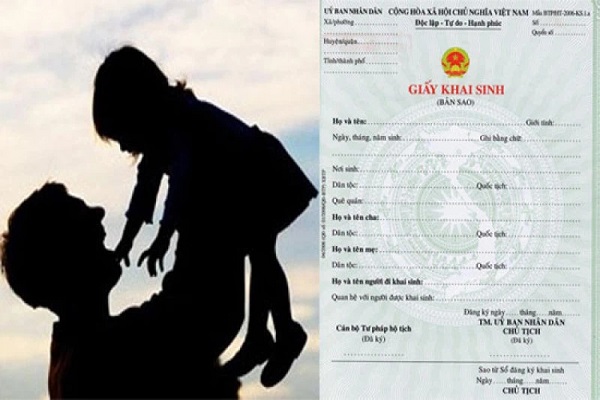 ỦY BAN NHÂN DÂN CỘNG HÒA XÃ HỘI CHỦ NGHĨA VIỆT NAM Mẫu BTP/HT-2008-KS.1.a
Xã/phường: Độc lập - Tự do - Hạnh phúc Số
Huyện/quận: Quyển số
Tỉnh/thành phố
GIẤY KHAI SINH
(BẢN SAO)
Họ và tên: Giới tính:
Ngày, tháng, năm sinh: Ghi bằng chữ:
Nơi sinh:
Dân tộc: Quốc tịch:
Quê quán:
Họ và tên cha:
Dân tộc: Quốc tịch:
Họ và tên mẹ:
Dân tộc: Quốc tịch:
Họ và tên người đi khai sinh:
Quan hệ với người được khai sinh:
Đăng ký ngày tháng năm
Cán bộ Tư pháp hộ tịch TM. ỦY BAN NHÂN DÂN
(Đã ký) CHỦ TỊCH
(Đã ký)
Sao từ Sổ đăng ký khai sinh
Ngày tháng năm
CHỦ TỊCH